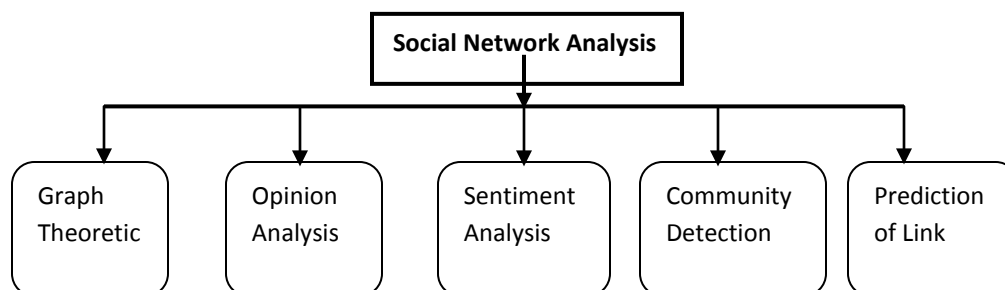 Social Network Analysis
Graph
Theoretic
Opinion
Analysis
Sentiment
Analysis
Community
Detection
Prediction
of Link